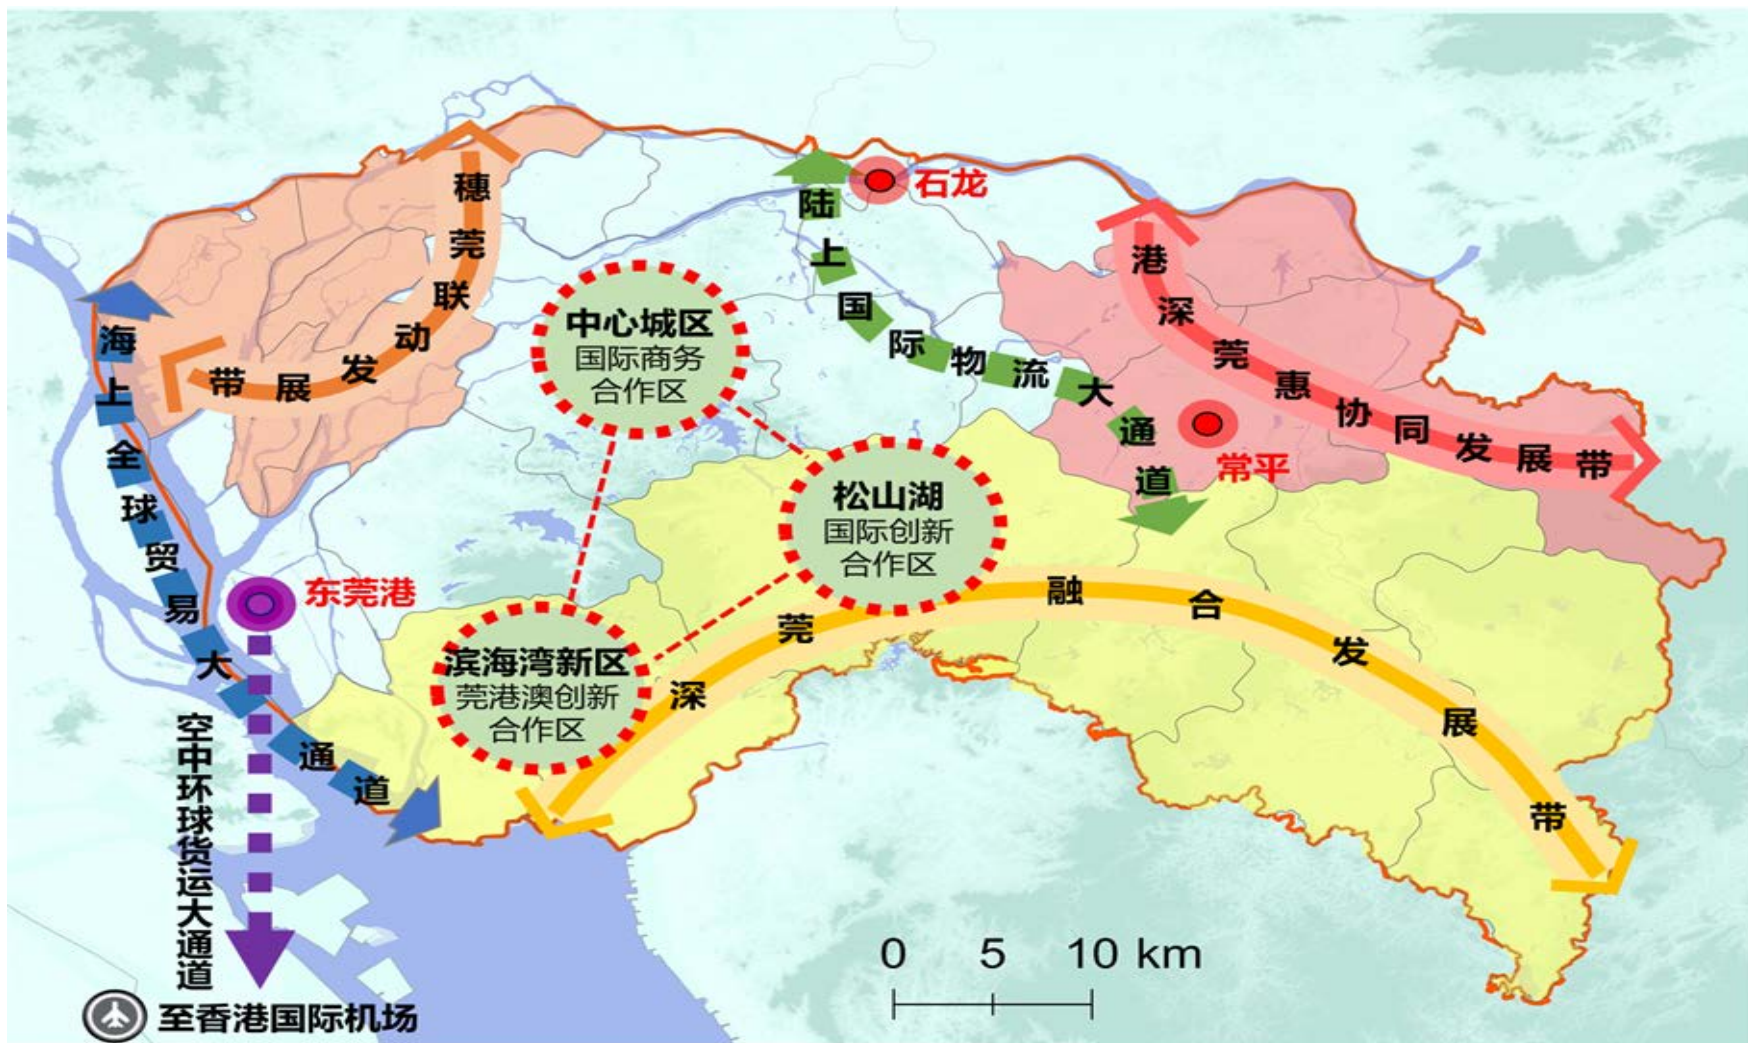 穗莞联动发展带
陆上国际物流大通道
石龙
港深莞惠协同发展带
海上全球贸易大通道
中心城区
国际商务
合作区
常平
松山湖
国际创新
合作区
东莞港
滨海湾新区
莞港澳创新
合作区
深莞融合发展带
空中环球货运大通道
至香港国际机场
0 5 10 km